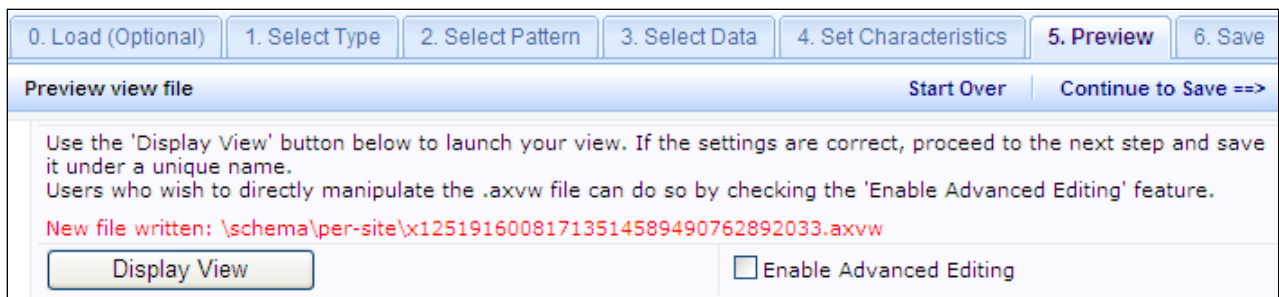 0. Load (Optional) 1. Select Type 2. Select Pattern 3. Select Data 4. Set Characteristics 5. Preview 6. Save
Preview view file Start Over Continue to Save ==>
Use the 'Display View' button below to launch your view. If the settings are correct, proceed to the next step and save
it under a unique name.
Users who wish to directly manipulate the .axvw file can do so by checking the 'Enable Advanced Editing' feature.
New file written: \schema\per-site\x12519160081713514589490762892033.axvw
Display View Enable Advanced Editing